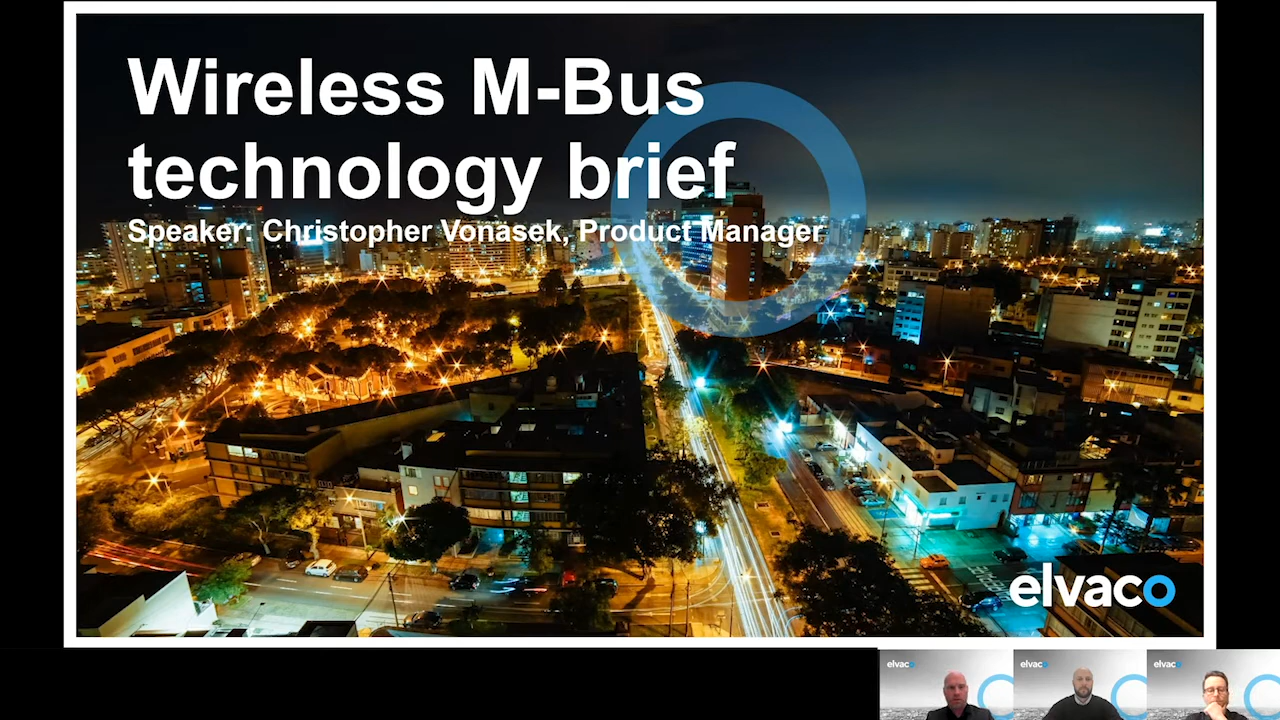 Wireless M-Bus
technology brief
Speaker: Christopher Vonasek, Product Manager
elvaco
elvaco
elvaco
elvaco